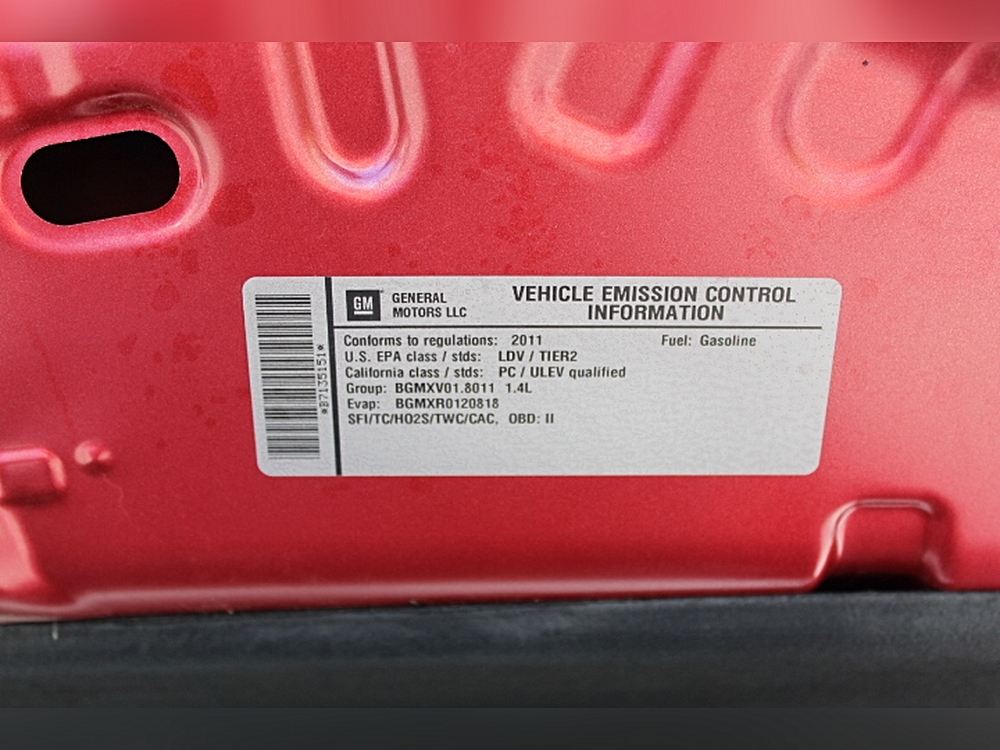 *B7135151*
GM GENERAL MOTORS LLC
VEHICLE EMISSION CONTROL
INFORMATION
Conforms to regulations: 2011 Fuel: Gasoline
U.S. EPA class / stds: LDV / TIER2
California class / stds: PC / ULEV qualified
Group: BGMXV01.8011 1.4L
Evap: BGMXR0120818
SFI/TC/HO2S/TWC/CAC, OBD: II